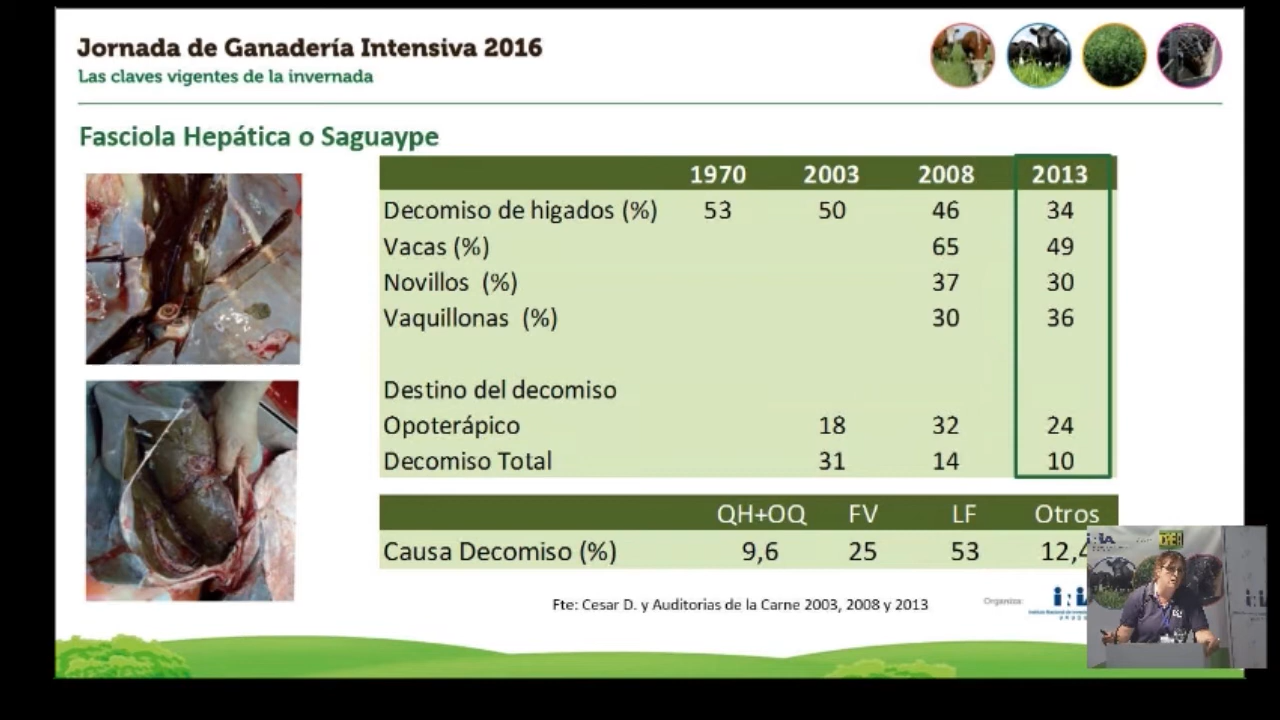 Jornada de Ganadería Intensiva 2016
Las claves vigentes de la invernada
Fasciola Hepática o Saguaype
1970 2003 2008 2013
Decomiso de higados (%) 53 50 46 34
Vacas (%) 65 49
Novillos (%) 37 30
Vaquillonas (%) 30 36
Destino del decomiso
Opoterápico 18 32 24
Decomiso Total 31 14 10
QH+OQ FV LF Otros
Causa Decomiso (%) 9,6 25 53 12,4
Fte: Cesar D. y Auditorias de la Carne 2003, 2008 y 2013
Organiza: